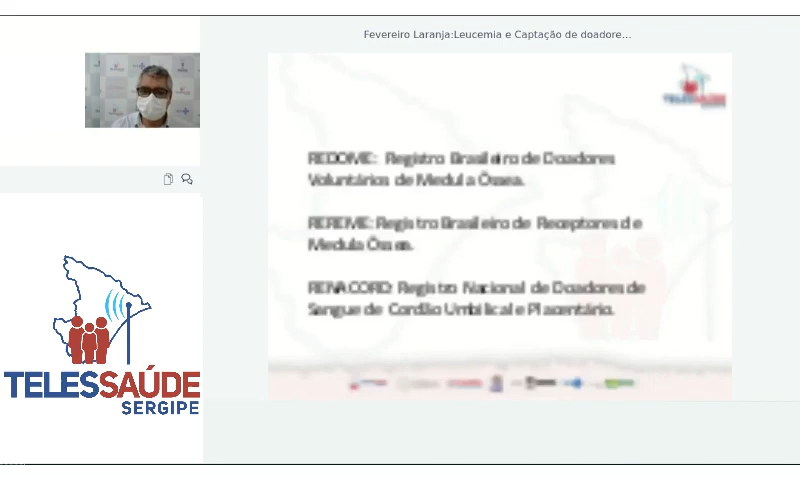 Fevereiro Laranja:Leucemia e Captação de doadore...
TELESSAÚDE
REDOME: Registro Brasileiro de Doadores
Voluntários de Medula Óssea.
REREME: Registro Brasileiro de Receptores de
Medula Óssea.
RENACORD: Registro Nacional de Doadores de
Sangue de Cordão Umbilical e Placentário.
TELESSAÚDE
SERGIPE